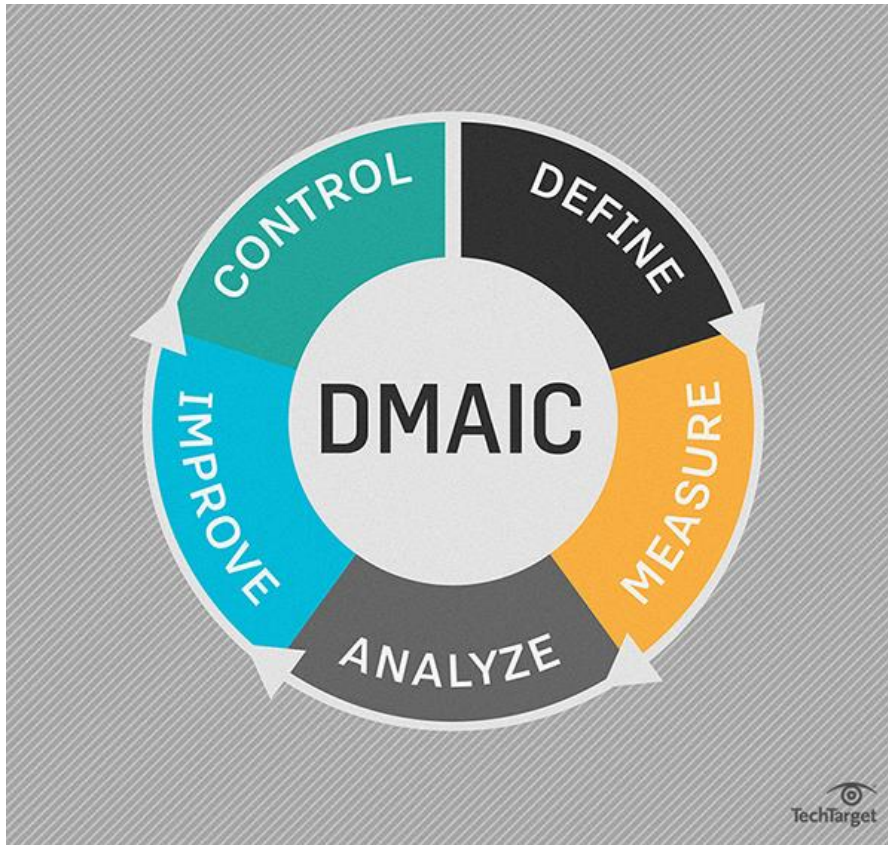 DEFINE
MEASURE
ANALYZE
IMPROVE
CONTROL
DMAIC
TechTarget